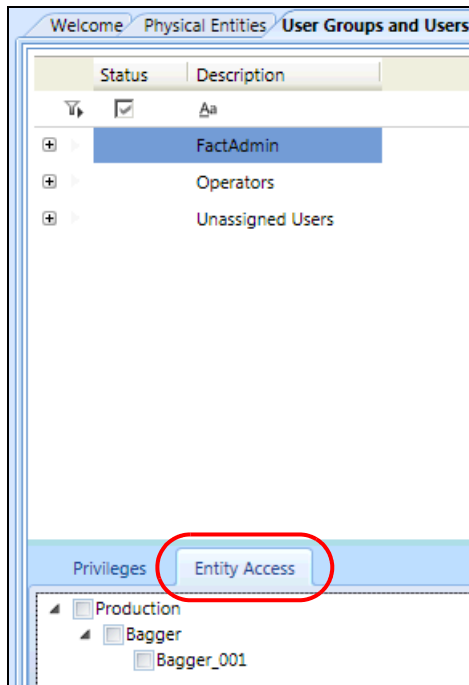 Welcome Physical Entities User Groups and Users
Status Description
Aa
FactAdmin
Operators
Unassigned Users
Privileges Entity Access
Production
Bagger
Bagger_001